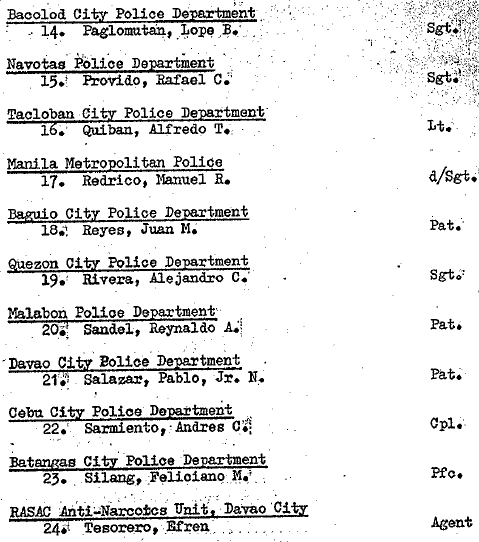 Bacolod City Police Department
14. Paglomutan, Lope B. Sgt.
Navotas Police Department
15. Provido, Rafael C. Sgt.
Tacloban City Police Department
16. Quiban, Alfredo T. Lt.
Manila Metropolitan Police
17. Redrico, Manuel R. d/Sgt.
Baguio City Police Department
18. Reyes, Juan M. Pat.
Quezon City Police Department
19. Rivera, Alejandro C. Sgt.
Malabon Police Department
20. Sandel, Reynaldo A. Pat.
Davao City Police Department
21. Salazar, Pablo, Jr. N. Pat.
Cebu City Police Department
22. Sarmiento, Andres C. Cpl.
Batangas City Police Department
23. Silang, Feliciano M. Pfc.
RASAC Anti-Narcotcs Unit, Davao City
24. Tesorero, Efren Agent